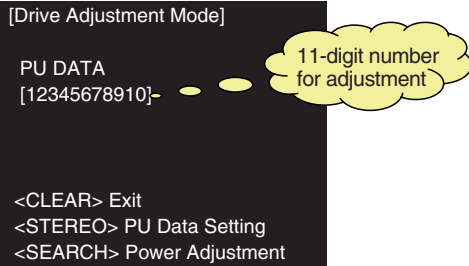 [Drive Adjustment Mode]
PU DATA
[12345678910]
11-digit number
for adjustment
<CLEAR> Exit
<STEREO> PU Data Setting
<SEARCH> Power Adjustment